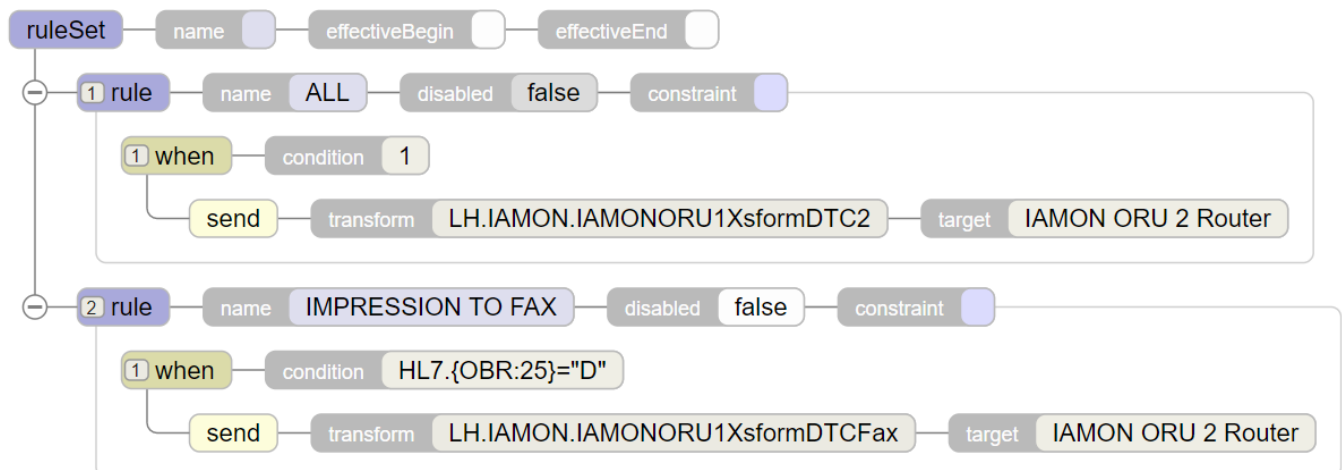 ruleSet name effectiveBegin effectiveEnd
1 rule name ALL disabled false constraint
1 when condition 1
send transform LH.IAMON.IAMONORU1XsformDTC2 target IAMON ORU 2 Router
2 rule name IMPRESSION TO FAX disabled false constraint
1 when condition HL7.{OBR:25}="D"
send transform LH.IAMON.IAMONORU1XsformDTCFax target IAMON ORU 2 Router